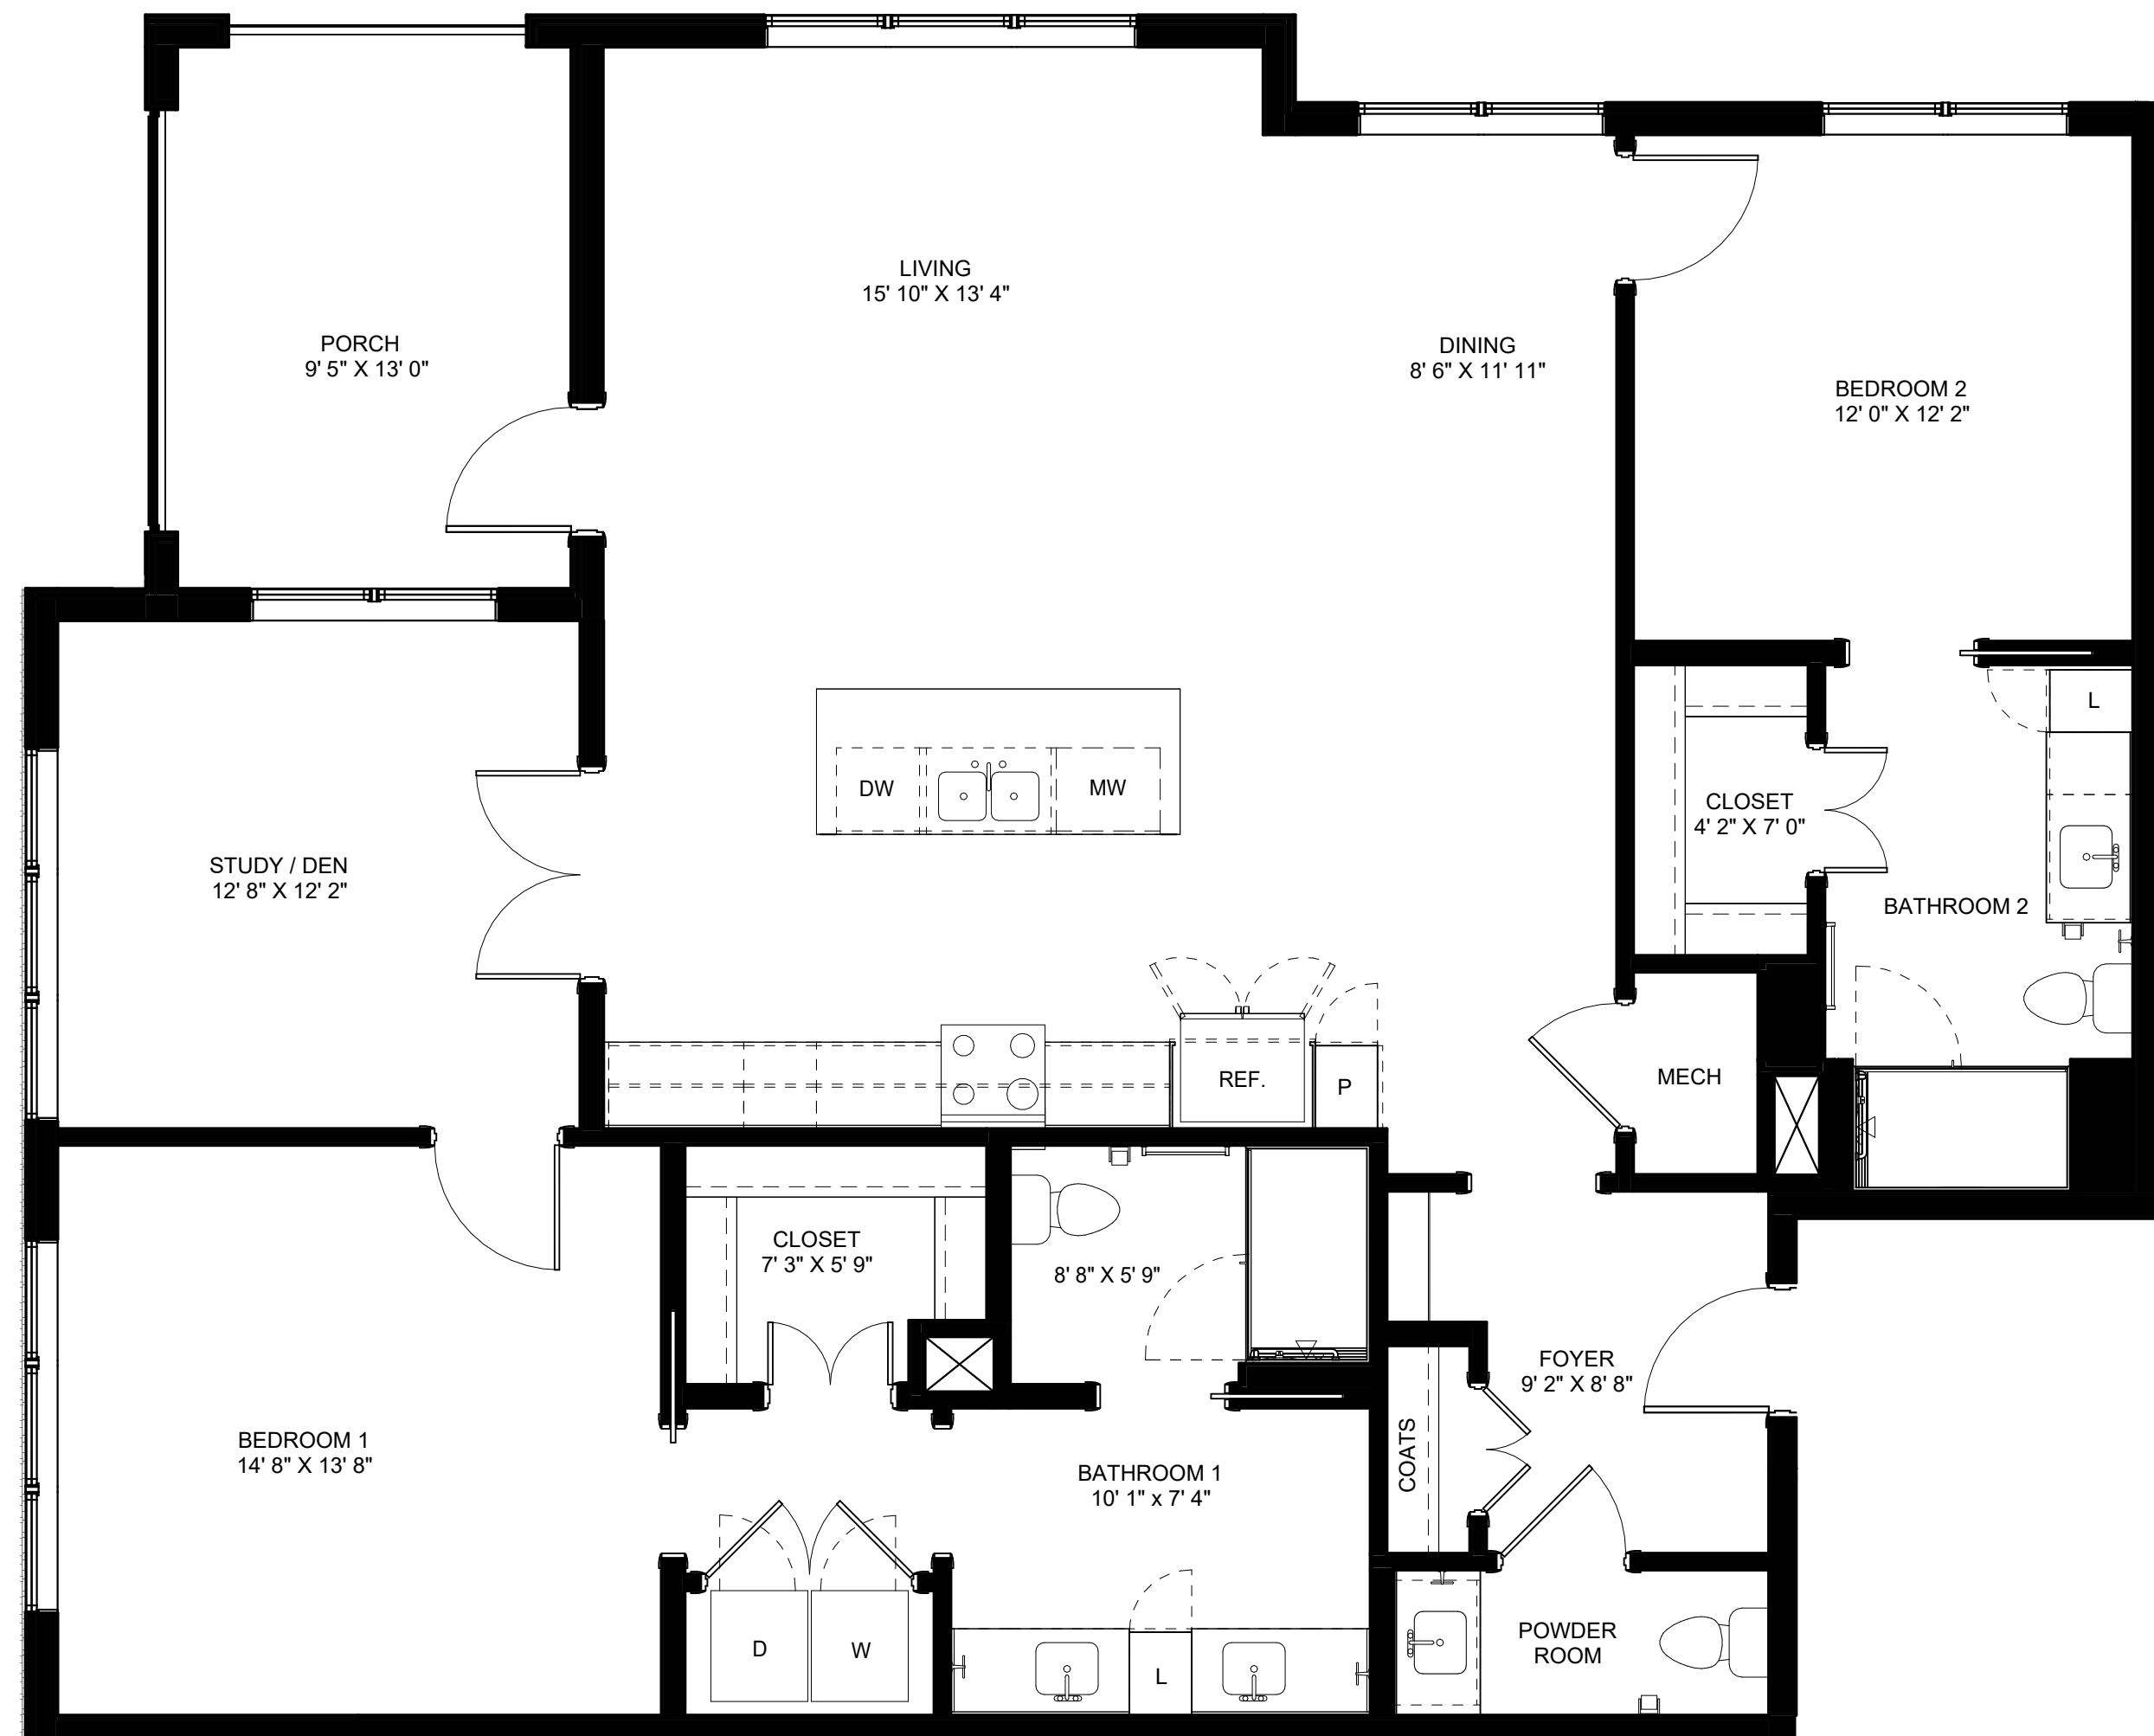 LIVING
15' 10" X 13' 4"
PORCH
9' 5" X 13' 0"
DINING
8' 6" X 11' 11"
BEDROOM 2
12' 0" X 12' 2"
L
DW
MW
CLOSET
4' 2" X 7' 0"
STUDY / DEN
12' 8" X 12' 2"
BATHROOM 2
REF.
P
MECH
CLOSET
7' 3" X 5' 9"
8' 8" X 5' 9"
FOYER
9' 2" X 8' 8"
COATS
BEDROOM 1
14' 8" X 13' 8"
BATHROOM 1
10' 1" x 7' 4"
D
W
L
POWDER
ROOM